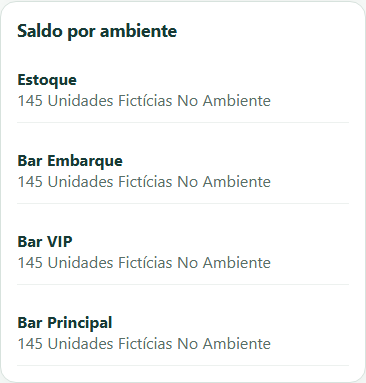 Saldo por ambiente
Estoque
145 Unidades Fictícias No Ambiente
Bar Embarque
145 Unidades Fictícias No Ambiente
Bar VIP
145 Unidades Fictícias No Ambiente
Bar Principal
145 Unidades Fictícias No Ambiente